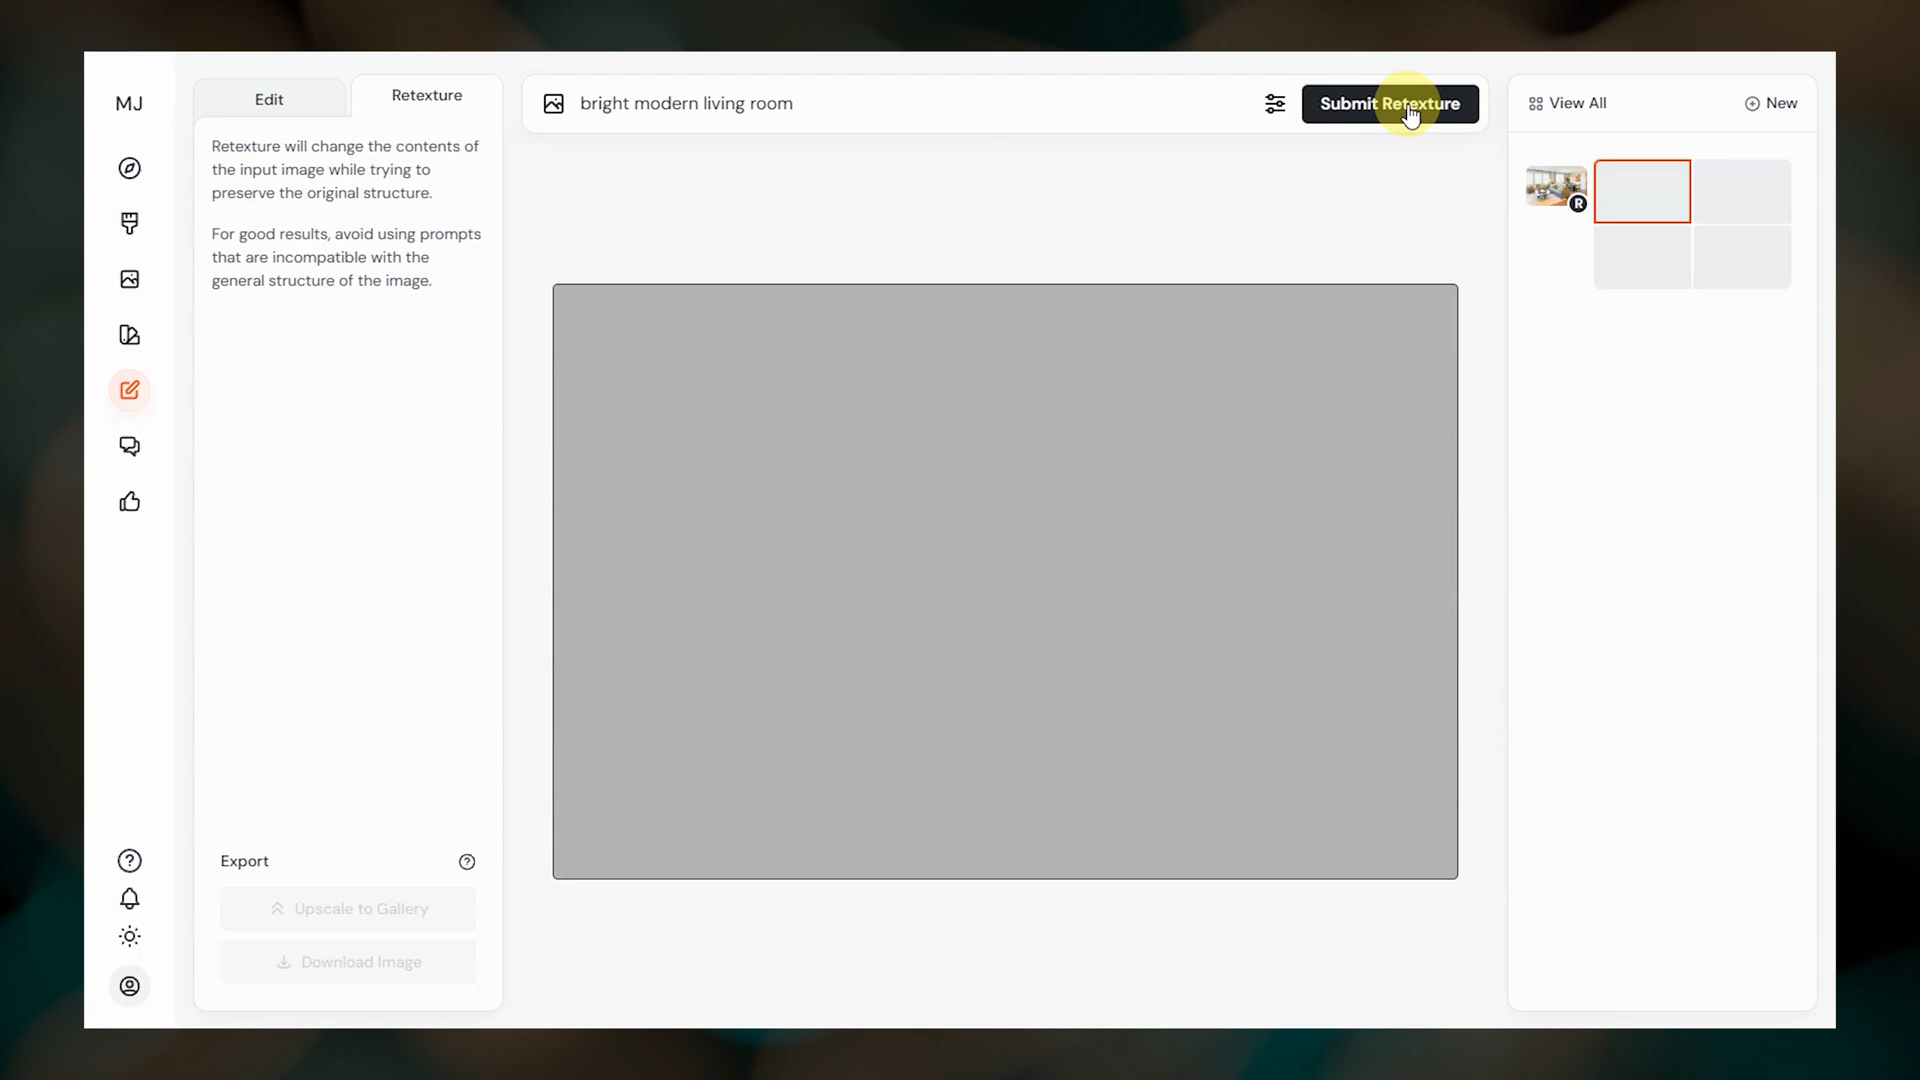 MJ
Edit
Retexture
Retexture will change the contents of
the input image while trying to
preserve the original structure.
For good results, avoid using prompts
that are incompatible with the
general structure of the image.
Export
Upscale to Gallery
Download Image
bright modern living room
Submit Retexture
View All
New
R